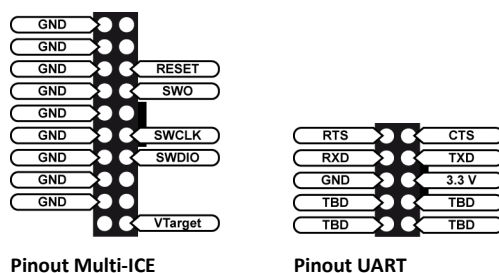 GND
GND
GND RESET
GND SWO
GND
GND SWCLK
GND SWDIO
GND
GND
VTarget
Pinout Multi-ICE
RTS CTS
RXD TXD
GND 3.3 V
TBD TBD
TBD TBD
Pinout UART